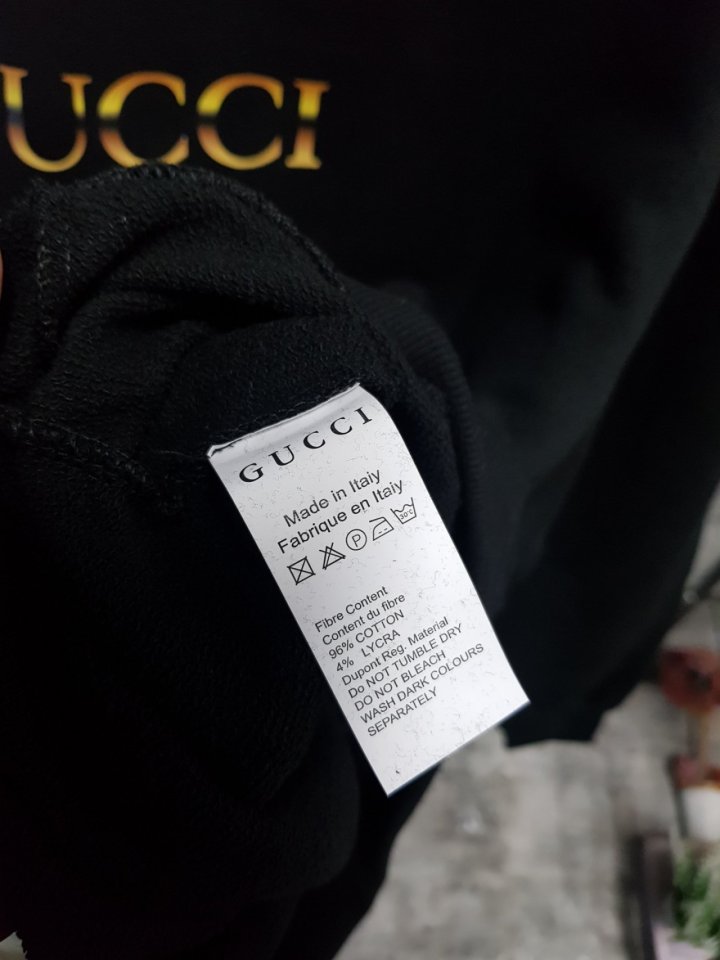 UCCI
GUCCI
Made in Italy
Fabrique en Italy
P
30°C
Fibre Content
Content du fibre
96% COTTON
4% LYCRA
Dupont Reg. Material
Do NOT TUMBLE DRY
DO NOT BLEACH
WASH DARK COLOURS
SEPARATELY